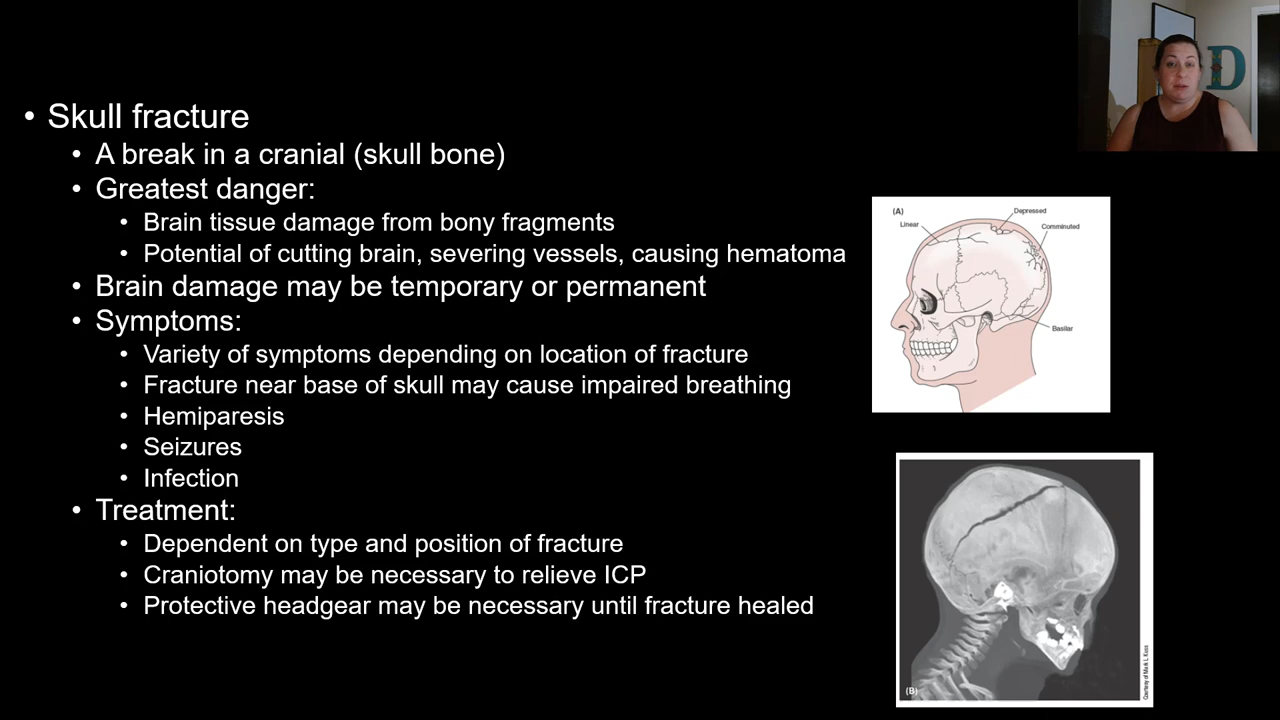 • Skull fracture
• A break in a cranial (skull bone)
• Greatest danger:
• Brain tissue damage from bony fragments
• Potential of cutting brain, severing vessels, causing hematoma
• Brain damage may be temporary or permanent
• Symptoms:
• Variety of symptoms depending on location of fracture
• Fracture near base of skull may cause impaired breathing
• Hemiparesis
• Seizures
• Infection
• Treatment:
• Dependent on type and position of fracture
• Craniotomy may be necessary to relieve ICP
• Protective headgear may be necessary until fracture healed
D
(A)
Depressed
Linear
Comminuted
Basilar
(B)
Courtesy of Mark L Kuss